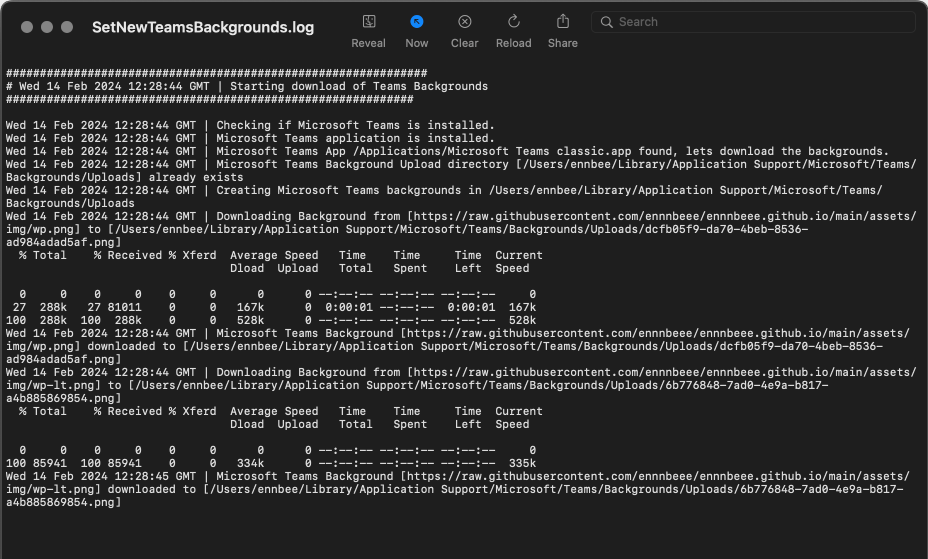 SetNewTeamsBackgrounds.log
Reveal Now Clear Reload Share
Search
##############################################################
# Wed 14 Feb 2024 12:28:44 GMT | Starting download of Teams Backgrounds
############################################################
Wed 14 Feb 2024 12:28:44 GMT | Checking if Microsoft Teams is installed.
Wed 14 Feb 2024 12:28:44 GMT | Microsoft Teams application is installed.
Wed 14 Feb 2024 12:28:44 GMT | Microsoft Teams App /Applications/Microsoft Teams classic.app found, lets download the backgrounds.
Wed 14 Feb 2024 12:28:44 GMT | Microsoft Teams Background Upload directory [/Users/ennbee/Library/Application Support/Microsoft/Teams/
Backgrounds/Uploads] already exists
Wed 14 Feb 2024 12:28:44 GMT | Creating Microsoft Teams backgrounds in /Users/ennbee/Library/Application Support/Microsoft/Teams/
Backgrounds/Uploads
Wed 14 Feb 2024 12:28:44 GMT | Downloading Background from [https://raw.githubusercontent.com/ennnbeee/ennnbeee.github.io/main/assets/
img/wp.png] to [/Users/ennbee/Library/Application Support/Microsoft/Teams/Backgrounds/Uploads/dcfb05f9-da70-4beb-8536-
ad984adad5af.png]
  % Total    % Received % Xferd  Average Speed   Time    Time     Time  Current
                                 Dload  Upload   Total   Spent    Left  Speed
  0     0    0     0    0     0      0      0 --:--:-- --:--:-- --:--:--     0
 27  288k   27 81011    0     0   167k      0  0:00:01 --:--:--  0:00:01  167k
100  288k  100  288k    0     0   528k      0 --:--:-- --:--:-- --:--:--  528k
Wed 14 Feb 2024 12:28:44 GMT | Microsoft Teams Background [https://raw.githubusercontent.com/ennnbeee/ennnbeee.github.io/main/assets/
img/wp.png] downloaded to [/Users/ennbee/Library/Application Support/Microsoft/Teams/Backgrounds/Uploads/dcfb05f9-da70-4beb-8536-
ad984adad5af.png]
Wed 14 Feb 2024 12:28:44 GMT | Downloading Background from [https://raw.githubusercontent.com/ennnbeee/ennnbeee.github.io/main/assets/
img/wp-lt.png] to [/Users/ennbee/Library/Application Support/Microsoft/Teams/Backgrounds/Uploads/6b776848-7ad0-4e9a-b817-
a4b885869854.png]
  % Total    % Received % Xferd  Average Speed   Time    Time     Time  Current
                                 Dload  Upload   Total   Spent    Left  Speed
  0     0    0     0    0     0      0      0 --:--:-- --:--:-- --:--:--     0
100 85941  100 85941    0     0   334k      0 --:--:-- --:--:-- --:--:--  335k
Wed 14 Feb 2024 12:28:45 GMT | Microsoft Teams Background [https://raw.githubusercontent.com/ennnbeee/ennnbeee.github.io/main/assets/
img/wp-lt.png] downloaded to [/Users/ennbee/Library/Application Support/Microsoft/Teams/Backgrounds/Uploads/6b776848-7ad0-4e9a-b817-
a4b885869854.png]